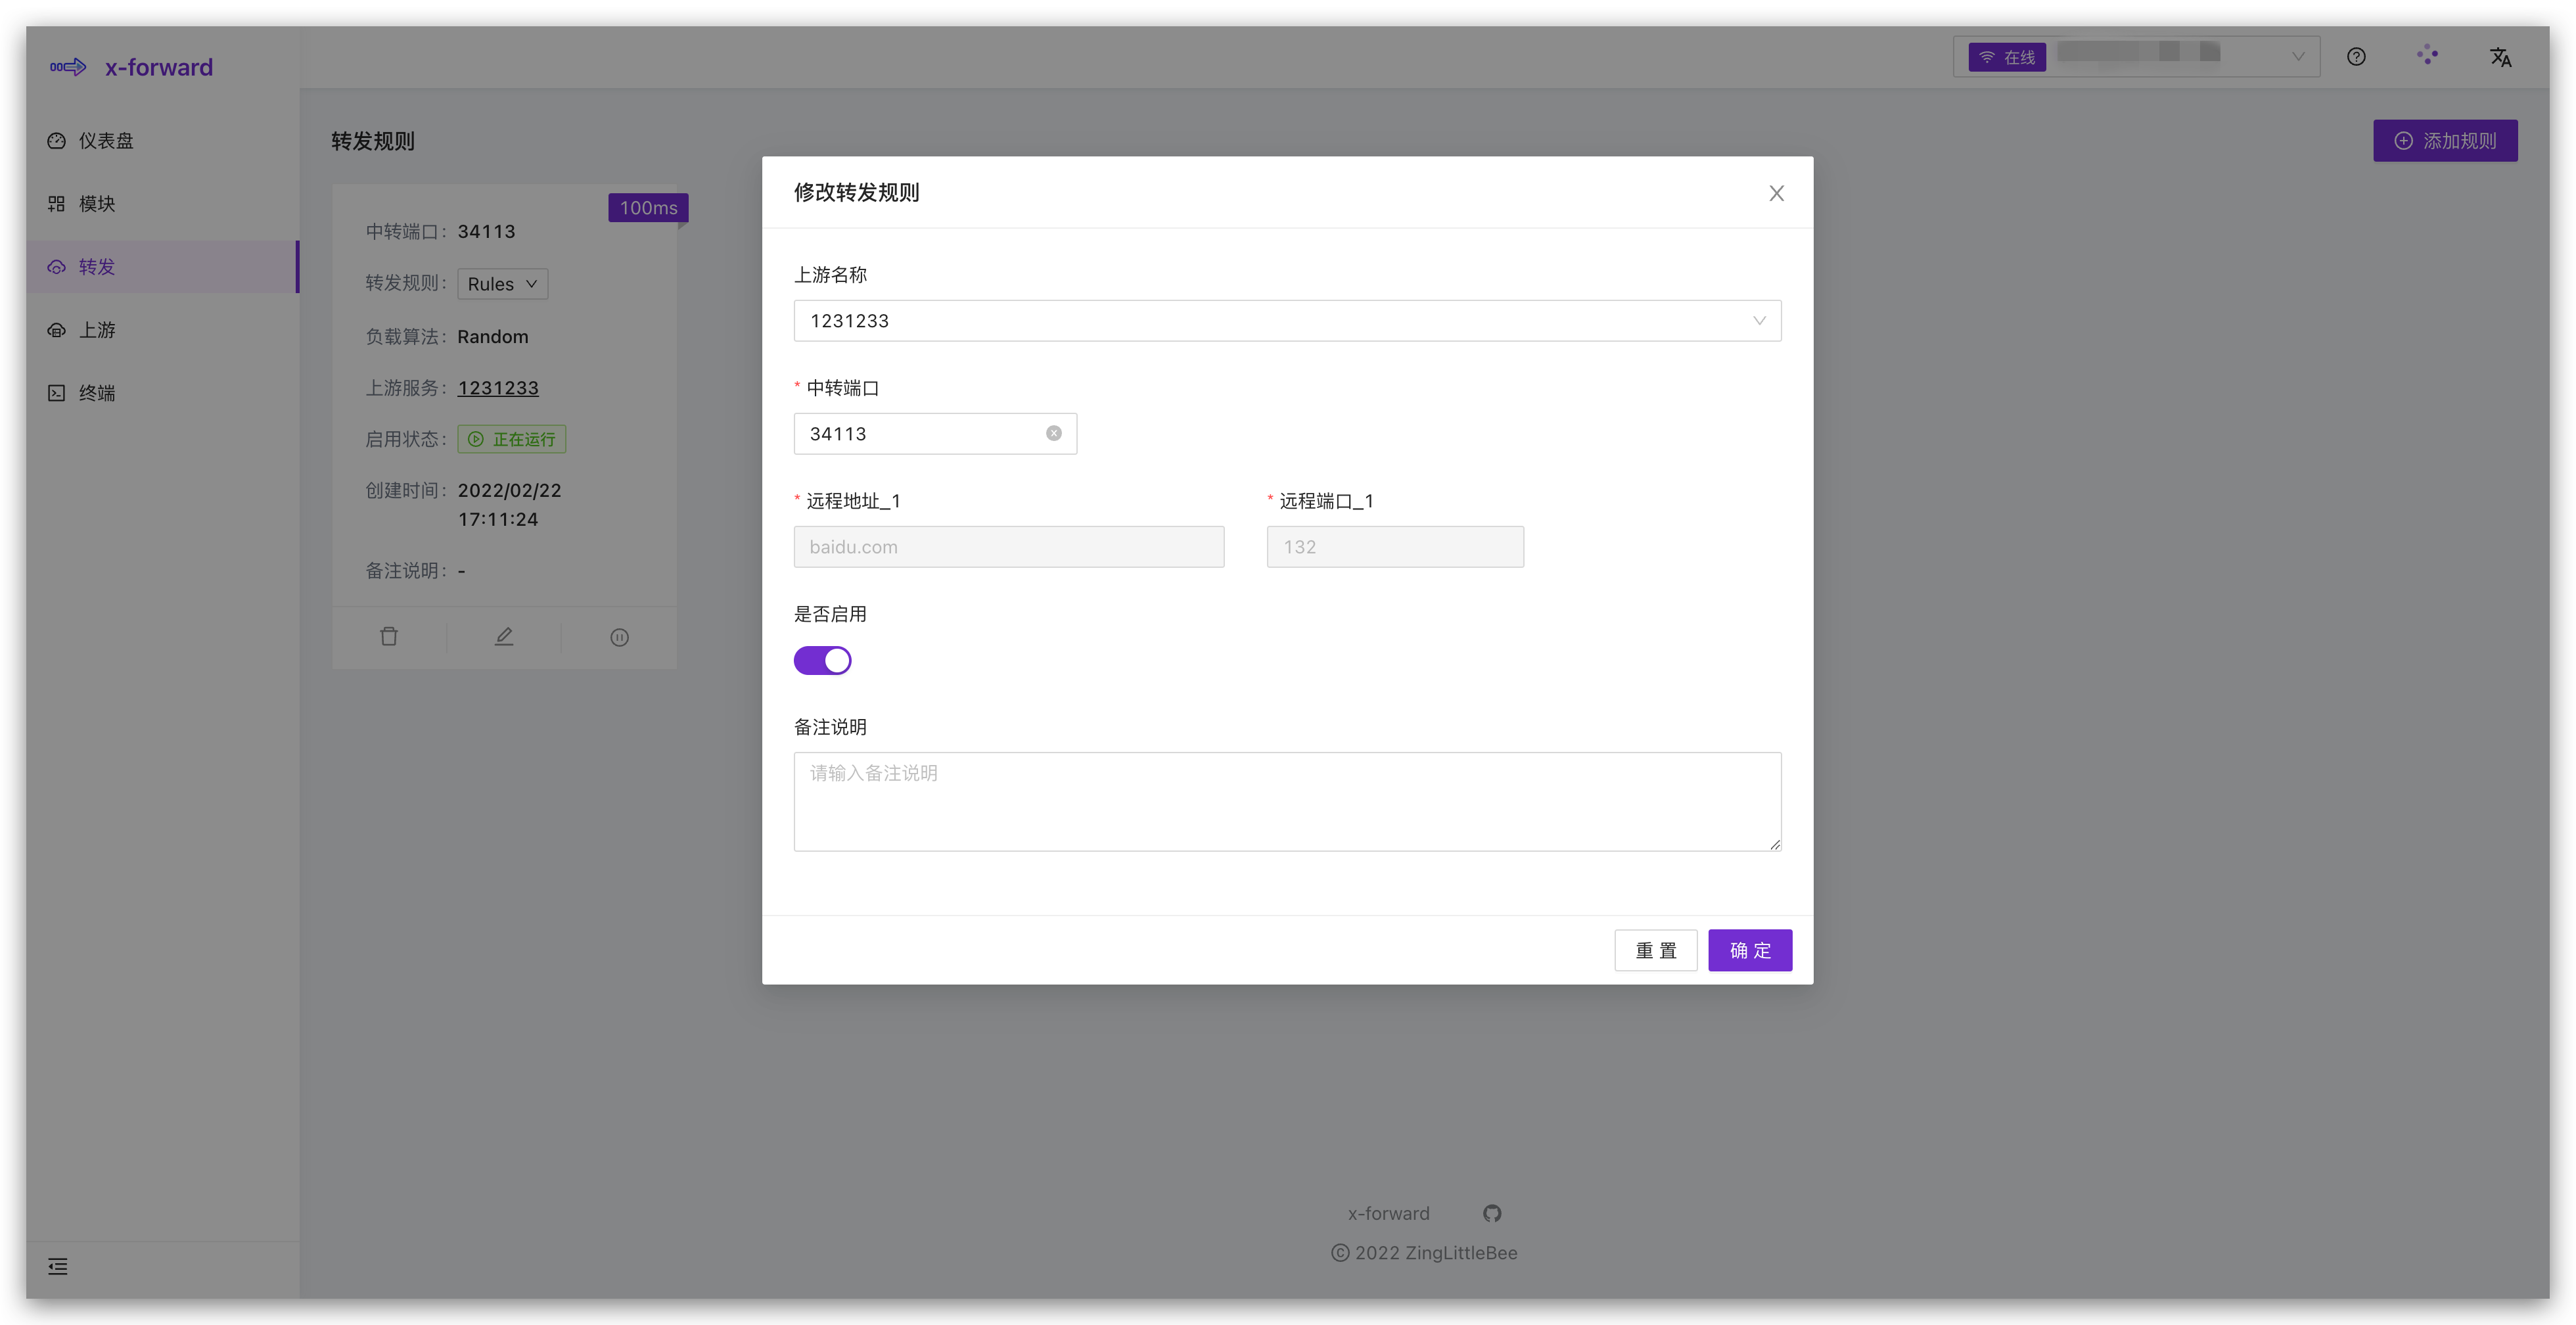 x-forward
在线
仪表盘
模块
转发
上游
终端
转发规则
添加规则
100ms
中转端口: 34113
转发规则: Rules
负载算法: Random
上游服务: 1231233
启用状态: 正在运行
创建时间: 2022/02/22
17:11:24
备注说明: -
修改转发规则
上游名称
1231233
* 中转端口
34113
* 远程地址_1
* 远程端口_1
baidu.com
132
是否启用
备注说明
请输入备注说明
重 置
确 定
x-forward
© 2022 ZingLittleBee